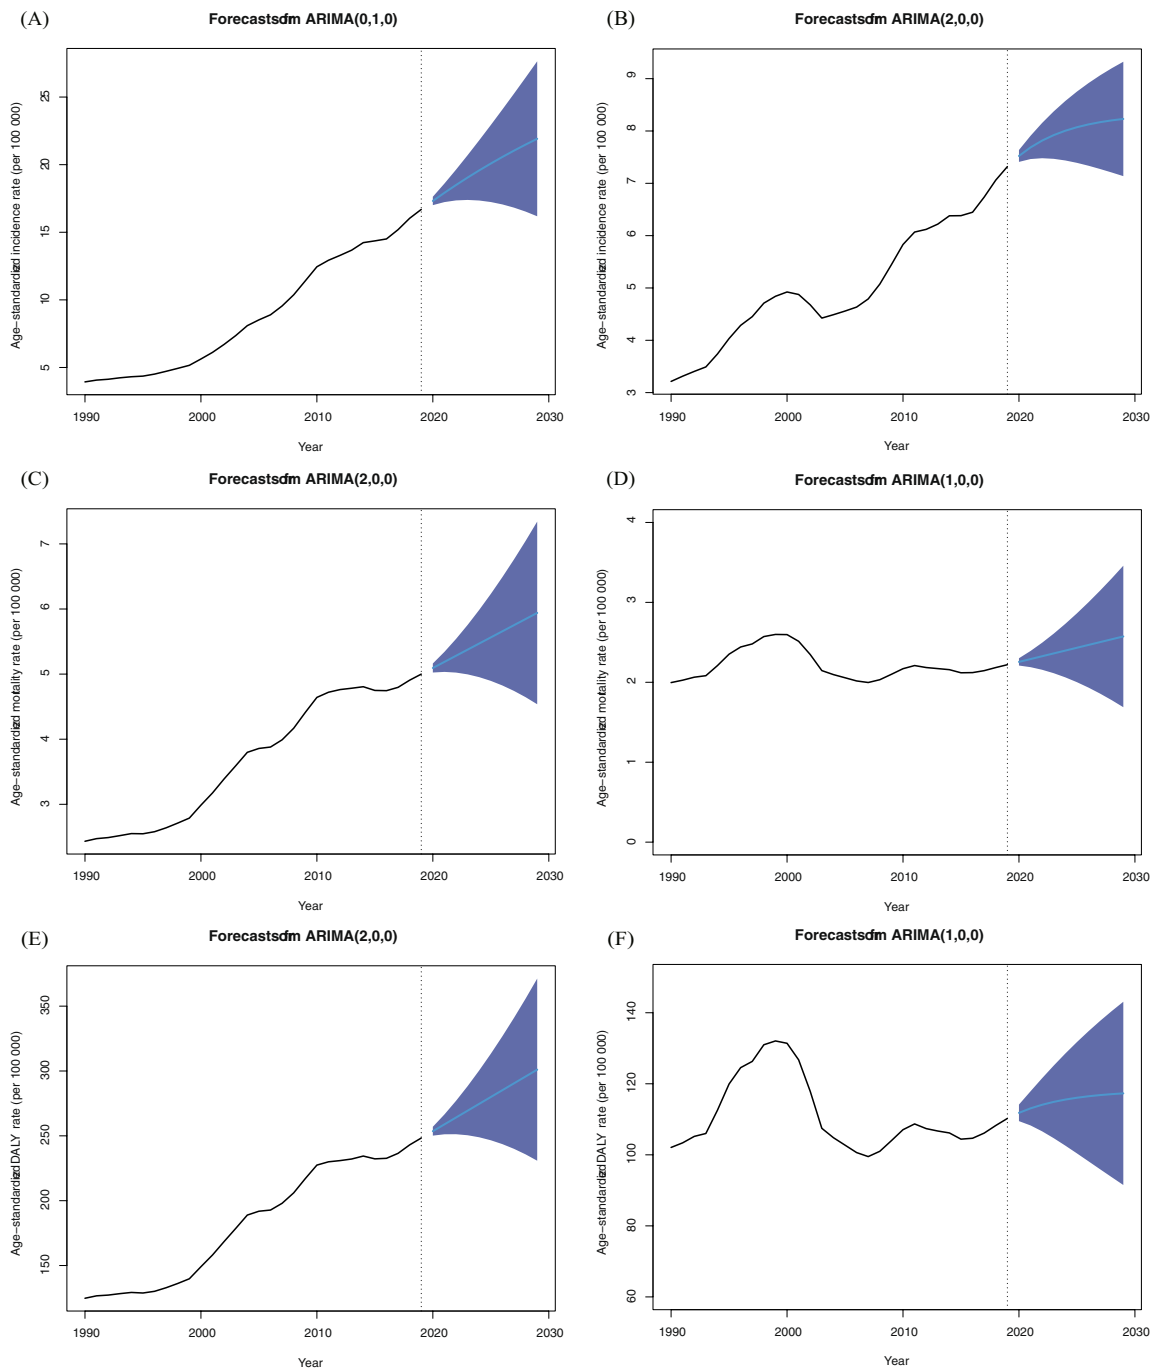 (A)
Forecastsofm ARIMA(0,1,0)
Age-standardized incidence rate (per 100 000)
25
20
15
10
5
1990 2000 2010 2020 2030
Year
(B)
Forecastsofm ARIMA(2,0,0)
Age-standardized incidence rate (per 100 000)
9
8
7
6
5
4
3
1990 2000 2010 2020 2030
Year
(C)
Forecastsofm ARIMA(2,0,0)
Age-standardized mortality rate (per 100 000)
7
6
5
4
3
1990 2000 2010 2020 2030
Year
(D)
Forecastsofm ARIMA(1,0,0)
Age-standardized mortality rate (per 100 000)
4
3
2
1
0
1990 2000 2010 2020 2030
Year
(E)
Forecastsofm ARIMA(2,0,0)
Age-standardized DALY rate (per 100 000)
350
300
250
200
150
1990 2000 2010 2020 2030
Year
(F)
Forecastsofm ARIMA(1,0,0)
Age-standardized DALY rate (per 100 000)
140
120
100
80
60
1990 2000 2010 2020 2030
Year